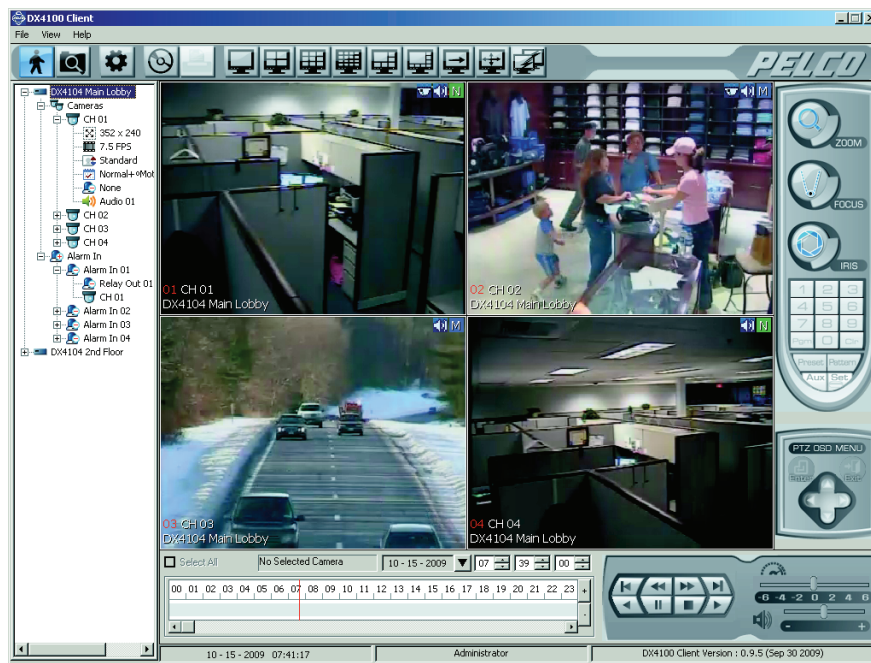 DX4100 Client
File View Help
PELCO
DX4104 Main Lobby
Cameras
CH 01
352 x 240
7.5 FPS
Standard
Normal+Mot
None
Audio 01
CH 02
CH 03
CH 04
Alarm In
Alarm In 01
Relay Out 01
CH 01
Alarm In 02
Alarm In 03
Alarm In 04
DX4104 2nd Floor
N
M
01 CH 01
DX4104 Main Lobby
02 CH 02
DX4104 Main Lobby
M
N
03 CH 03
DX4104 Main Lobby
04 CH 04
DX4104 Main Lobby
ZOOM
FOCUS
IRIS
1 2 3
4 5 6
7 8 9
Pgm 0 Clr
Preset Pattern
Aux Set
PTZ OSD MENU
Enter Exit
Select All No Selected Camera 10 - 15 - 2009 07 39 00
00 01 02 03 04 05 06 07 08 09 10 11 12 13 14 15 16 17 18 19 20 21 22 23 +
-
-6 -4 -2 0 2 4 6
- +
10 - 15 - 2009 07:41:17 Administrator DX4100 Client Version : 0.9.5 (Sep 30 2009)